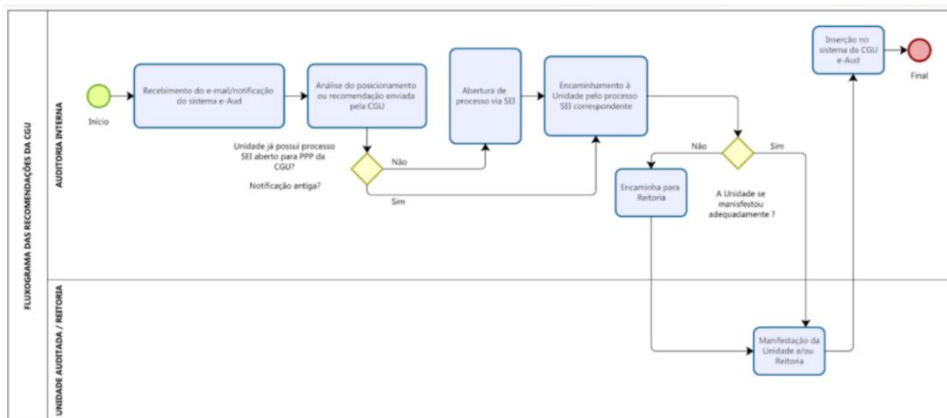 FLUXOGRAMA DAS RECOMENDAÇÕES DA CGU
AUDITORIA INTERNA
Início
Recebimento do e-mail/notificação
do sistema e-Aud
Análise do posicionamento
ou recomendação enviada
pela CGU
Unidade já possui processo
SEI aberto para PPP da
CGU?
Notificação antiga?
Não
Sim
Abertura de
processo via SEI
Encaminhamento à
Unidade pelo processo
SEI correspondente
Não
Sim
Encaminha para
Reitoria
A Unidade se
manisfestou
adequadamente ?
Inserção no
sistema da CGU
e-Aud
Final
UNIDADE AUDITADA / REITORIA
Manifestação da
Unidade e/ou
Reitoria